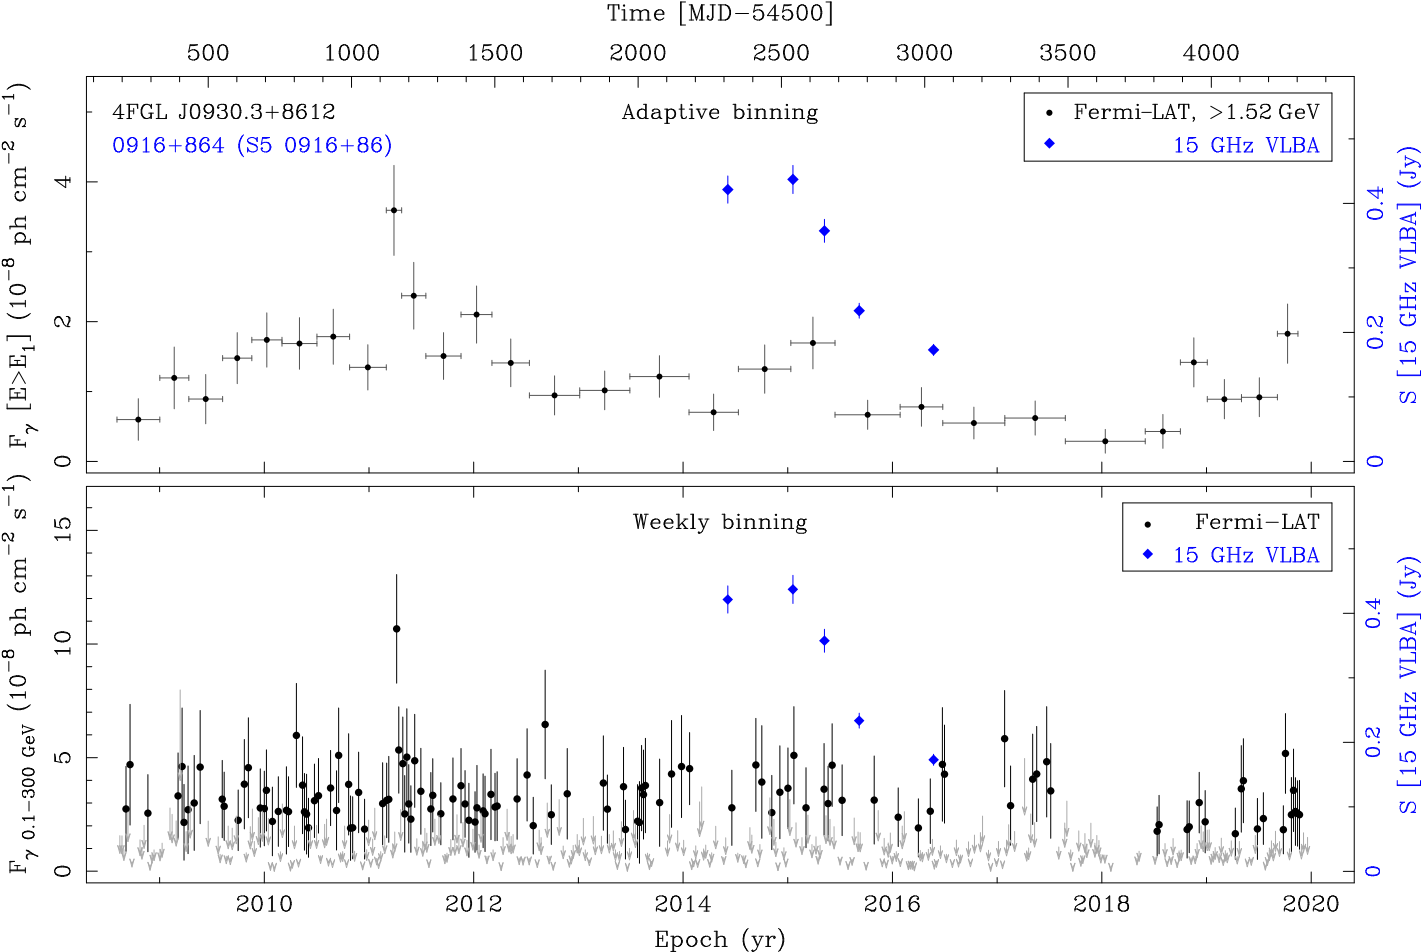 Time [MJD−54500]
500 1000 1500 2000 2500 3000 3500 4000
4FGL J0930.3+8612
0916+864 (S5 0916+86)
Adaptive binning
Fermi−LAT, >1.52 GeV
15 GHz VLBA
F_γ [E>E_1] (10^−8 ph cm^−2 s^−1)
4
2
0
S [15 GHz VLBA] (Jy)
0.4
0.2
0
Weekly binning
Fermi−LAT
15 GHz VLBA
F_γ 0.1−300 GeV (10^−8 ph cm^−2 s^−1)
15
10
5
0
S [15 GHz VLBA] (Jy)
0.4
0.2
0
2010 2012 2014 2016 2018 2020
Epoch (yr)